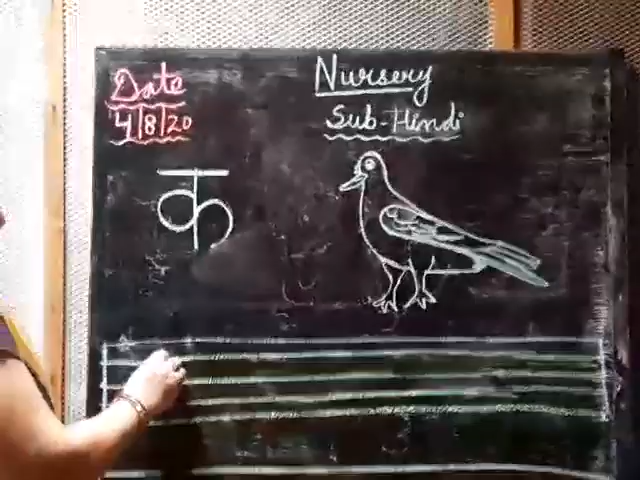 Date
4|8|20
Nursery
Sub-Hindi
क